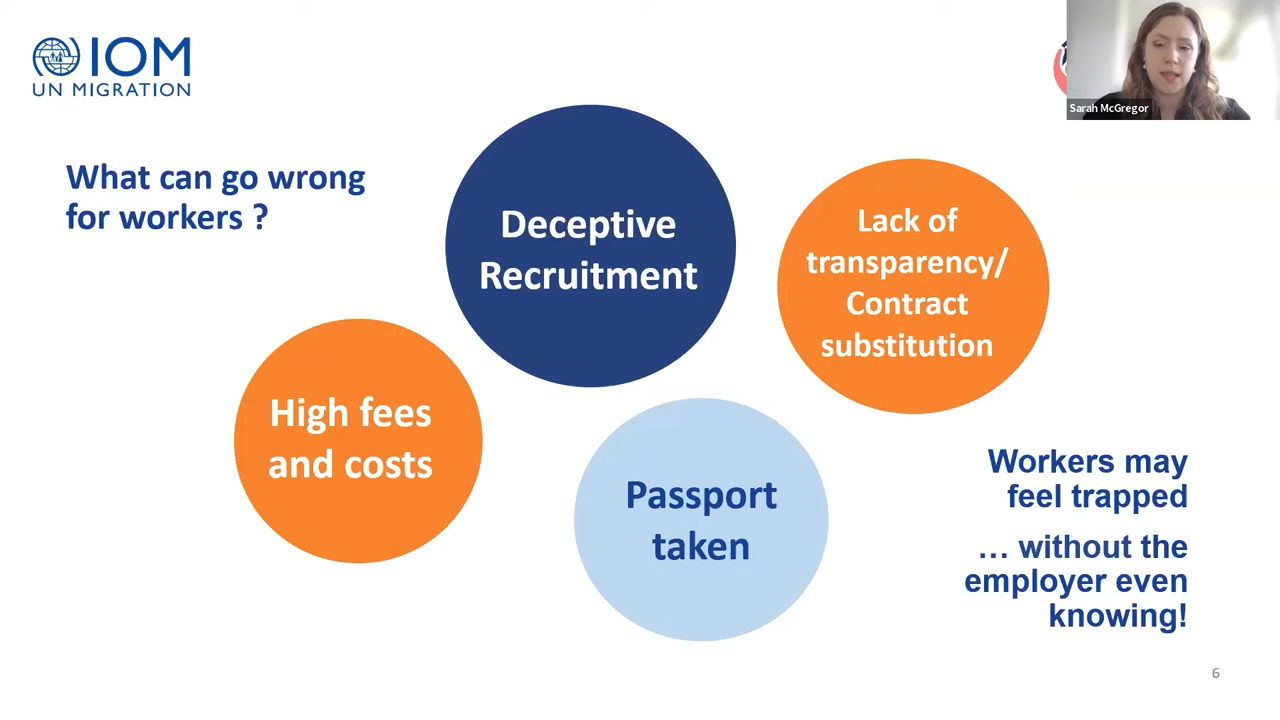 IOM
UN MIGRATION
Sarah McGregor
What can go wrong
for workers ?
Deceptive
Recruitment
Lack of
transparency/
Contract
substitution
High fees
and costs
Passport
taken
Workers may
feel trapped
… without the
employer even
knowing!
6